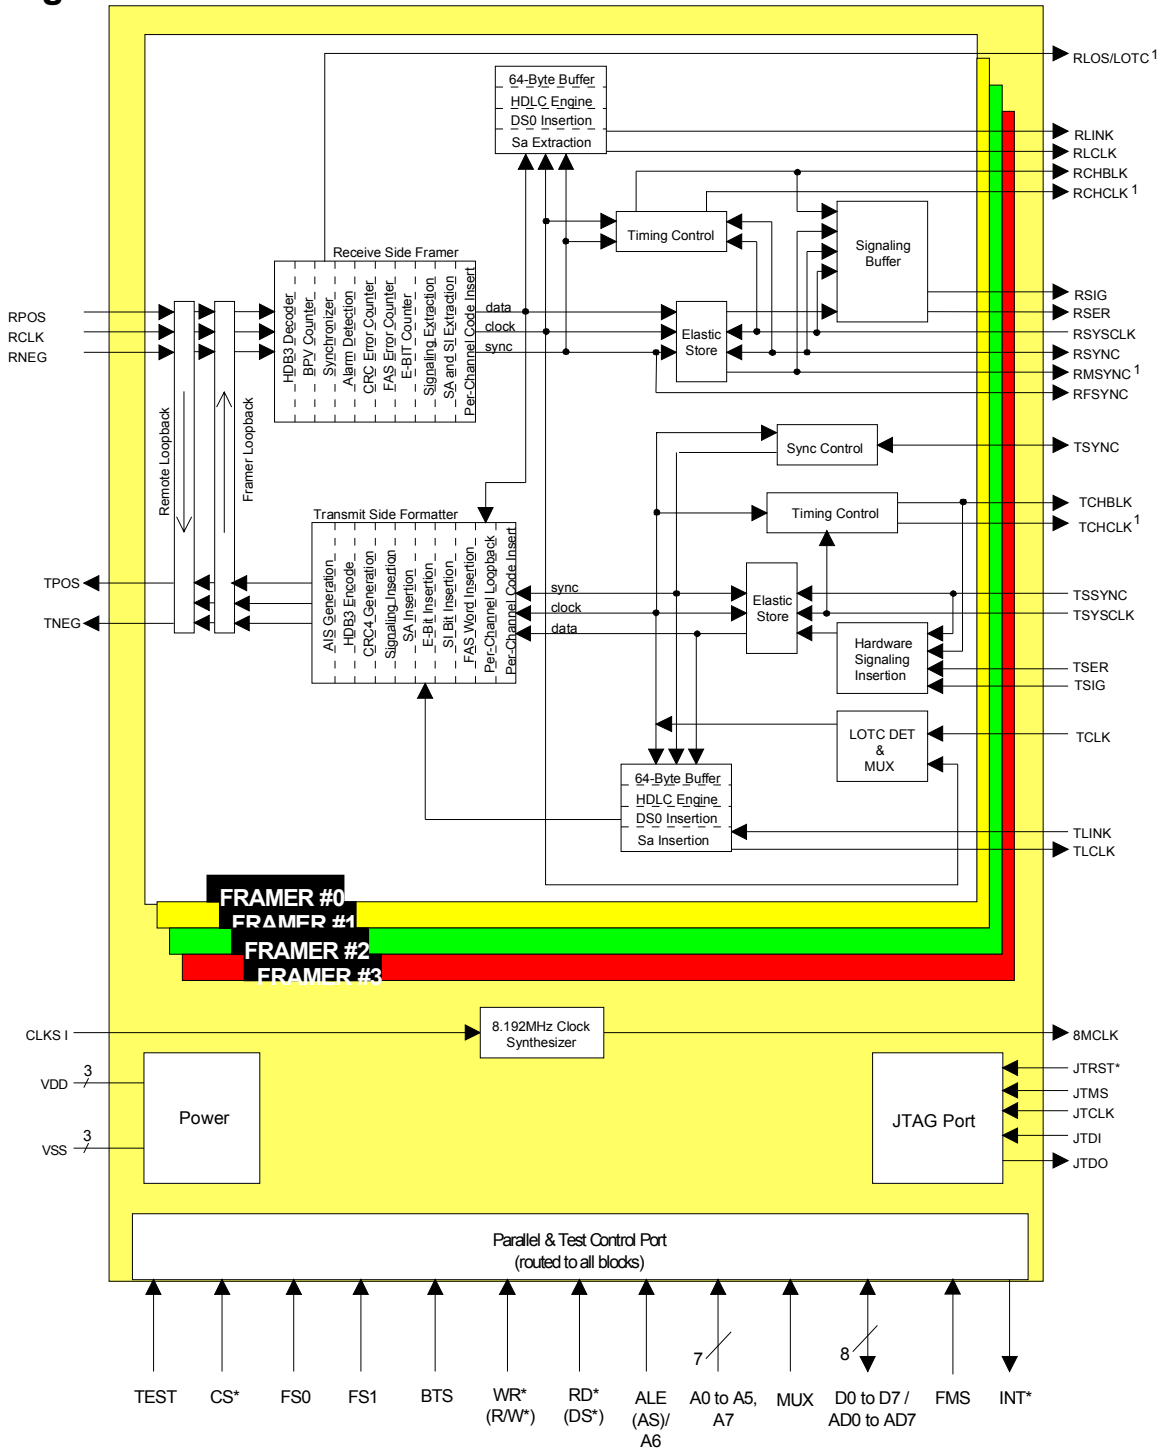 g
RLOS/LOTC 1
64-Byte Buffer
HDLC Engine
DS0 Insertion
Sa Extraction
RLINK
RLCLK
RCHBLK
RCHCLK 1
Timing Control
Signaling
Buffer
Receive Side Framer
HDB3 Decoder
BPV Counter
Synchronizer
Alarm Detection
CRC Error Counter
FAS Error Counter
E-BIT Counter
Signaling Extraction
SA and SI Extraction
Per-Channel Code Insert
data
clock
sync
Elastic
Store
RPOS
RCLK
RNEG
RSIG
RSER
RSYSCLK
RSYNC
RMSYNC 1
RFSYNC
Remote Loopback
Framer Loopback
Sync Control
TSYNC
Timing Control
TCHBLK
TCHCLK 1
Transmit Side Formatter
AIS Generation
HDB3 Encode
CRC4 Generation
Signaling Insertion
SA Insertion
E-Bit Insertion
SI Bit Insertion
FAS Word Insertion
Per-Channel Loopback
Per-Channel Code Insert
sync
clock
data
Elastic
Store
TPOS
TNEG
TSSYNC
TSYSCLK
Hardware
Signaling
Insertion
TSER
TSIG
LOTC DET
&
MUX
TCLK
64-Byte Buffer
HDLC Engine
DS0 Insertion
Sa Insertion
TLINK
TLCLK
FRAMER #0
FRAMER #1
FRAMER #2
FRAMER #3
CLKS I
8.192MHz Clock
Synthesizer
8MCLK
VDD
3
VSS
3
Power
JTAG Port
JTRST*
JTMS
JTCLK
JTDI
JTDO
Parallel & Test Control Port
(routed to all blocks)
7
8
TEST
CS*
FS0
FS1
BTS
WR*
(R/W*)
RD*
(DS*)
ALE
(AS)/
A6
A0 to A5,
A7
MUX
D0 to D7 /
AD0 to AD7
FMS
INT*